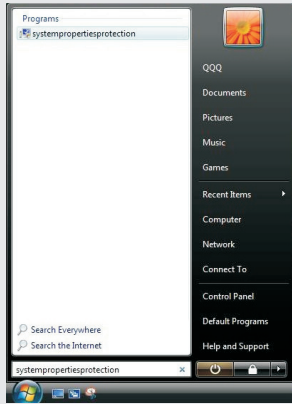 Programs
systempropertiesprotection
QQQ
Documents
Pictures
Music
Games
Recent Items
Computer
Network
Connect To
Control Panel
Default Programs
Help and Support
Search Everywhere
Search the Internet
systempropertiesprotection